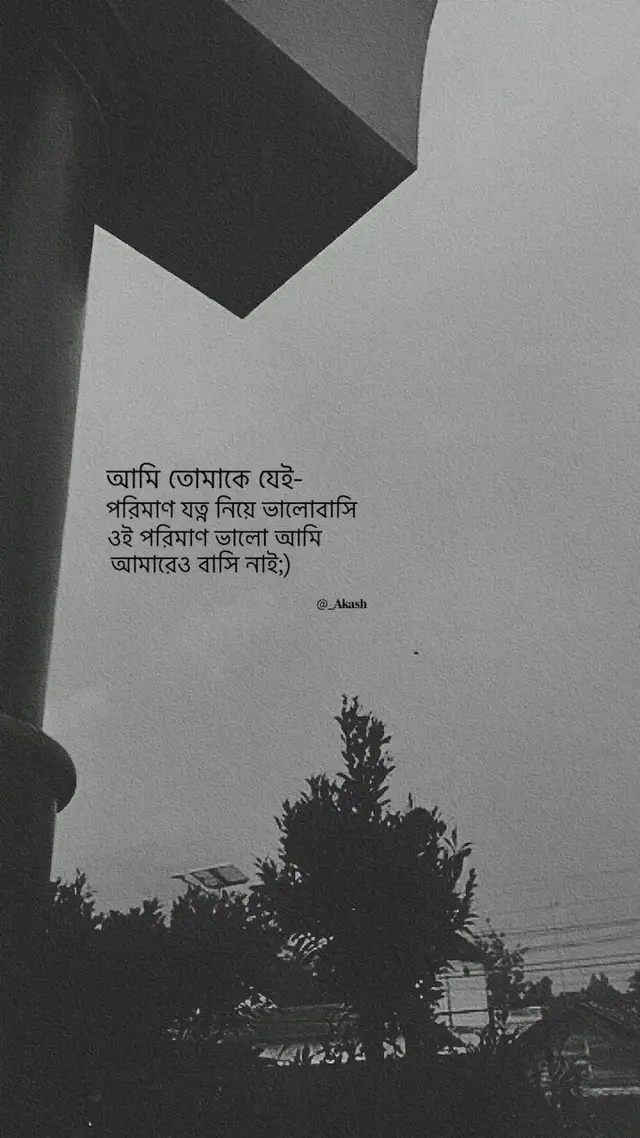 আমি তোমাকে যেই-
পরিমাণ যত্ন নিয়ে ভালোবাসি
ওই পরিমাণ ভালো আমি
আমারেও বাসি নাই;)
@_Akash